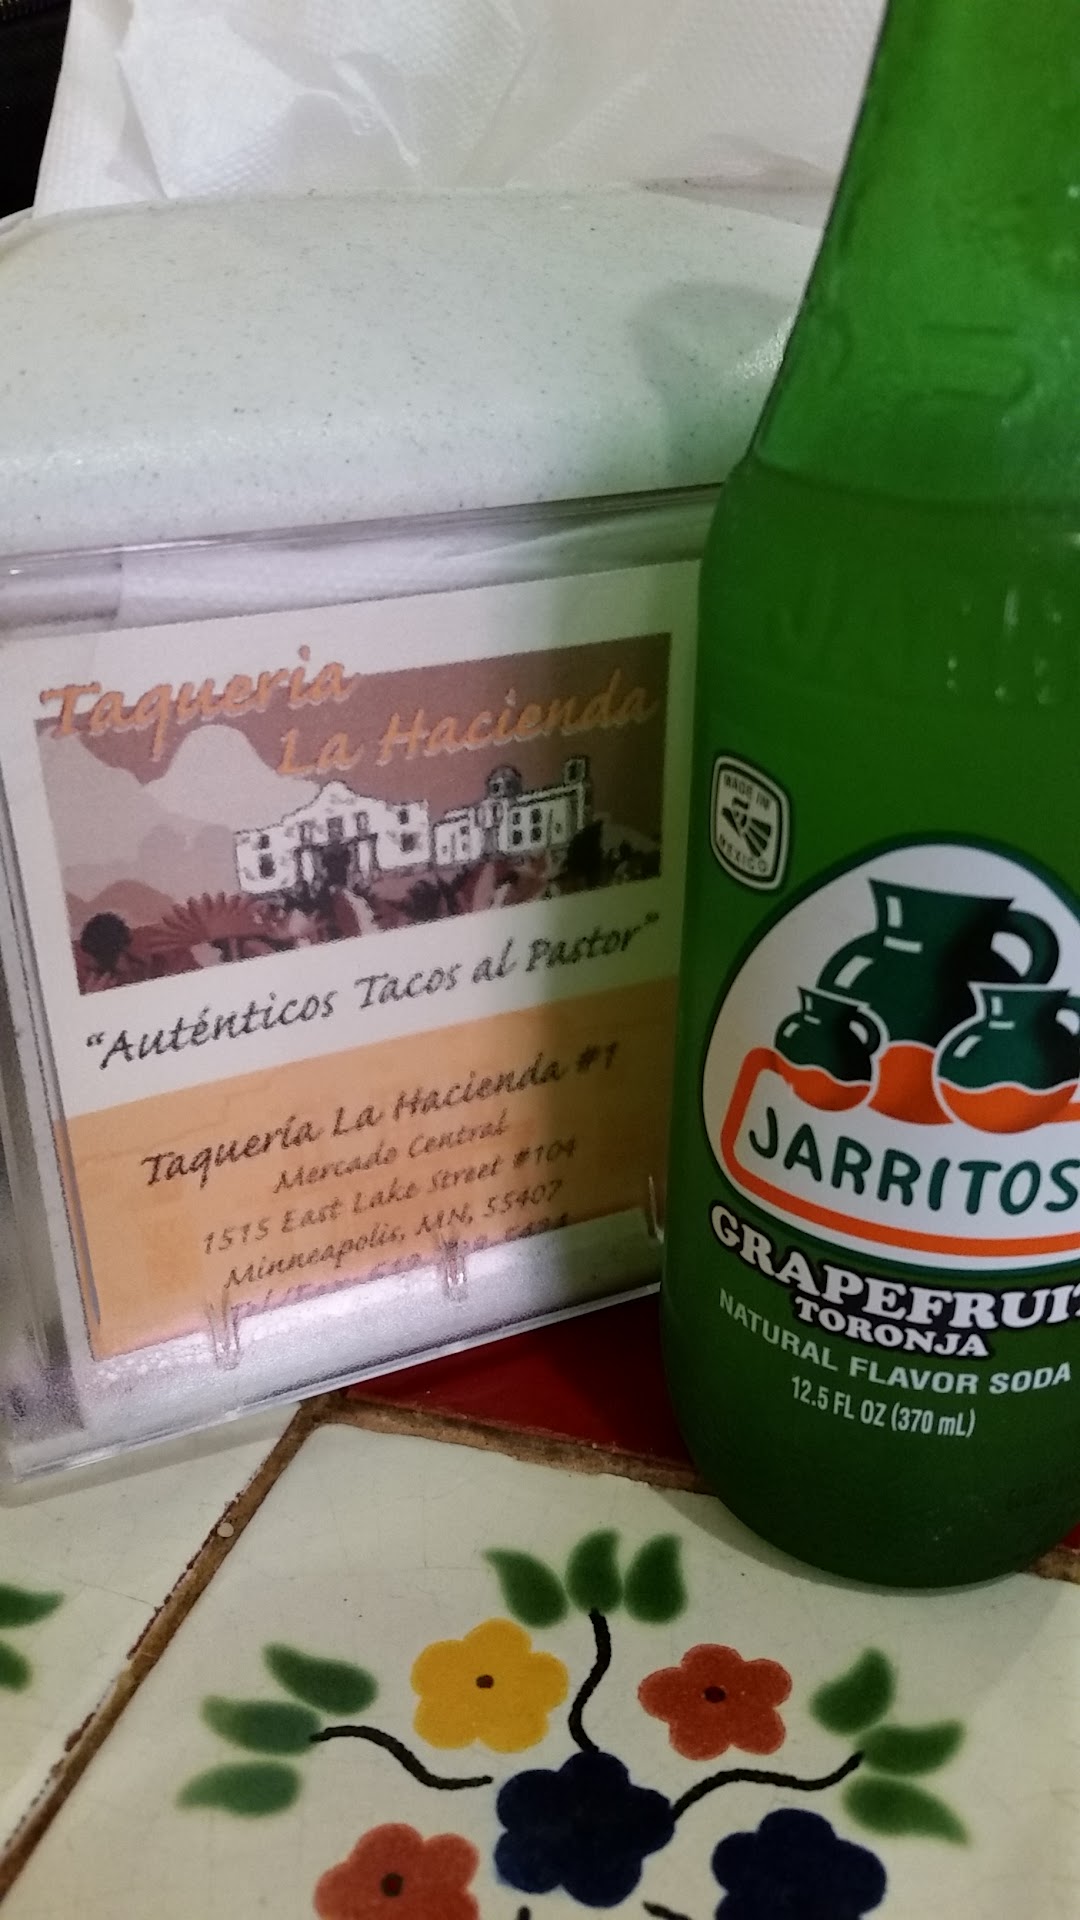 Taqueria
La Hacienda
"Auténticos Tacos al Pastor"
Taquería La Hacienda #1
Mercado Central
1515 East Lake Street #104
Minneapolis, MN, 55407
MADE IN
MEXICO
JARRITOS
GRAPEFRUIT
TORONJA
NATURAL FLAVOR SODA
12.5 FL OZ (370 mL)